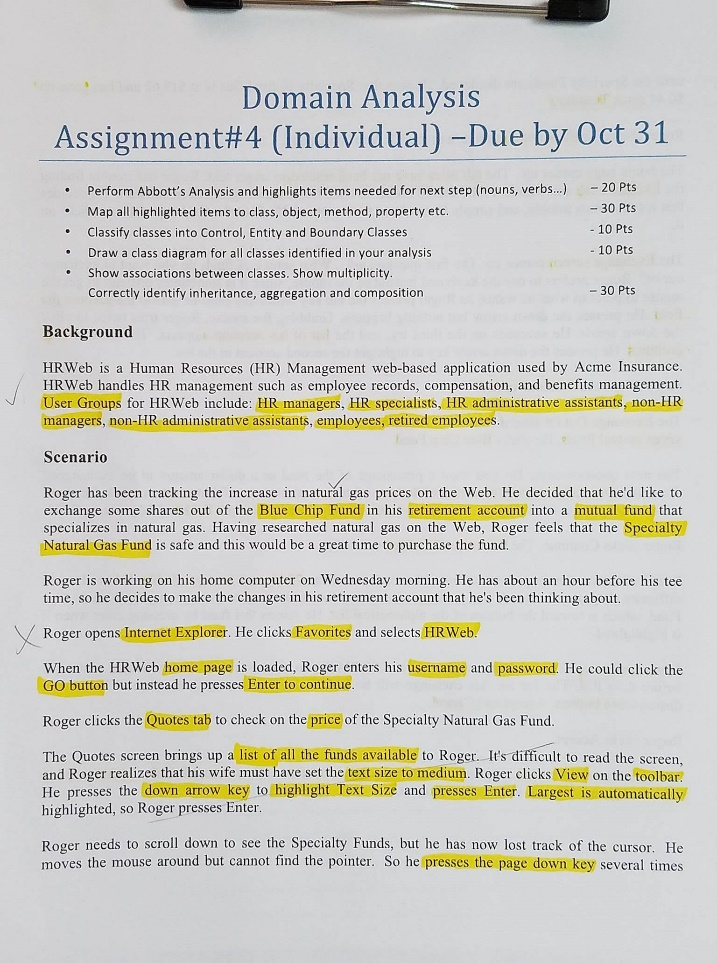 Domain Analysis
Assignment#4 (Individual) –Due by Oct 31
• Perform Abbott's Analysis and highlights items needed for next step (nouns, verbs...) – 20 Pts
• Map all highlighted items to class, object, method, property etc. – 30 Pts
• Classify classes into Control, Entity and Boundary Classes - 10 Pts
• Draw a class diagram for all classes identified in your analysis - 10 Pts
• Show associations between classes. Show multiplicity.
Correctly identify inheritance, aggregation and composition – 30 Pts
Background
HRWeb is a Human Resources (HR) Management web-based application used by Acme Insurance.
HRWeb handles HR management such as employee records, compensation, and benefits management.
User Groups for HRWeb include: HR managers, HR specialists, HR administrative assistants, non-HR
managers, non-HR administrative assistants, employees, retired employees.
Scenario
Roger has been tracking the increase in natural gas prices on the Web. He decided that he'd like to
exchange some shares out of the Blue Chip Fund in his retirement account into a mutual fund that
specializes in natural gas. Having researched natural gas on the Web, Roger feels that the Specialty
Natural Gas Fund is safe and this would be a great time to purchase the fund.
Roger is working on his home computer on Wednesday morning. He has about an hour before his tee
time, so he decides to make the changes in his retirement account that he's been thinking about.
Roger opens Internet Explorer. He clicks Favorites and selects HRWeb.
When the HRWeb home page is loaded, Roger enters his username and password. He could click the
GO button but instead he presses Enter to continue.
Roger clicks the Quotes tab to check on the price of the Specialty Natural Gas Fund.
The Quotes screen brings up a list of all the funds available to Roger. It's difficult to read the screen,
and Roger realizes that his wife must have set the text size to medium. Roger clicks View on the toolbar.
He presses the down arrow key to highlight Text Size and presses Enter. Largest is automatically
highlighted, so Roger presses Enter.
Roger needs to scroll down to see the Specialty Funds, but he has now lost track of the cursor. He
moves the mouse around but cannot find the pointer. So he presses the page down key several times